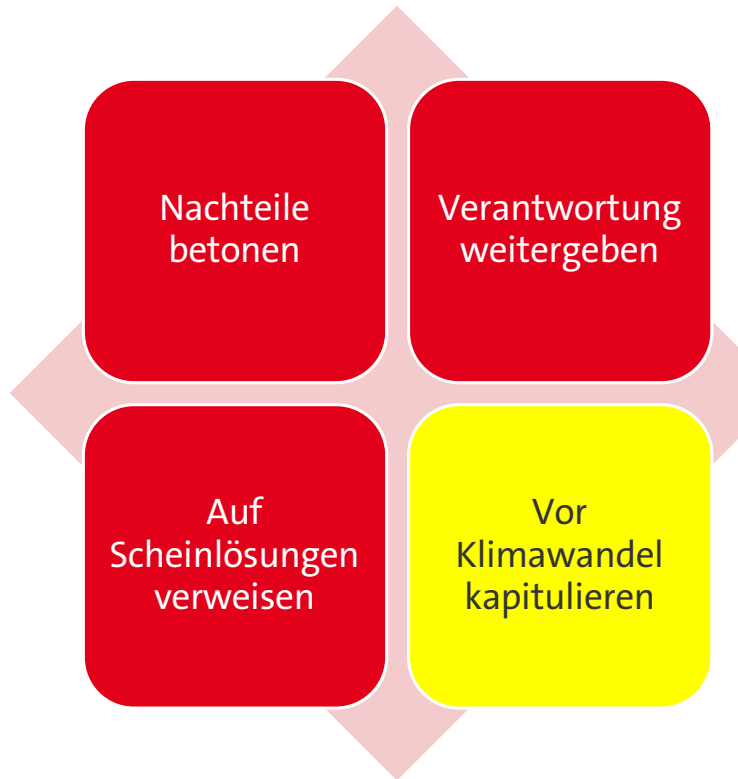 Nachteile
betonen
Verantwortung
weitergeben
Auf
Scheinlösungen
verweisen
Vor
Klimawandel
kapitulieren